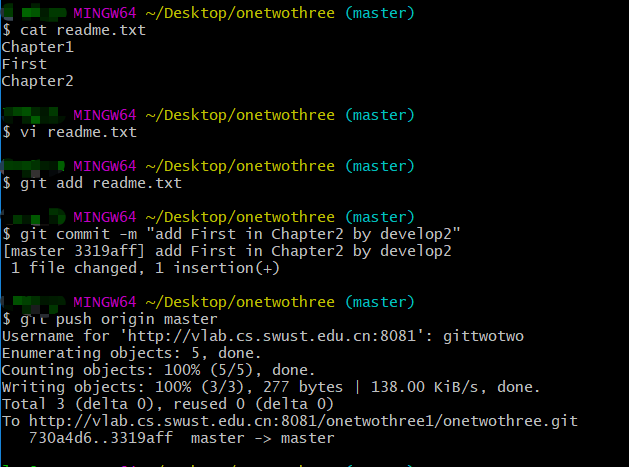 MINGW64 ~/Desktop/onetwothree (master)
$ cat readme.txt
Chapter1
First
Chapter2
MINGW64 ~/Desktop/onetwothree (master)
$ vi readme.txt
MINGW64 ~/Desktop/onetwothree (master)
$ git add readme.txt
MINGW64 ~/Desktop/onetwothree (master)
$ git commit -m "add First in Chapter2 by develop2"
[master 3319aff] add First in Chapter2 by develop2
 1 file changed, 1 insertion(+)
MINGW64 ~/Desktop/onetwothree (master)
$ git push origin master
Username for 'http://vlab.cs.swust.edu.cn:8081': gittwotwo
Enumerating objects: 5, done.
Counting objects: 100% (5/5), done.
Writing objects: 100% (3/3), 277 bytes | 138.00 KiB/s, done.
Total 3 (delta 0), reused 0 (delta 0)
To http://vlab.cs.swust.edu.cn:8081/onetwothree1/onetwothree.git
   730a4d6..3319aff  master -> master